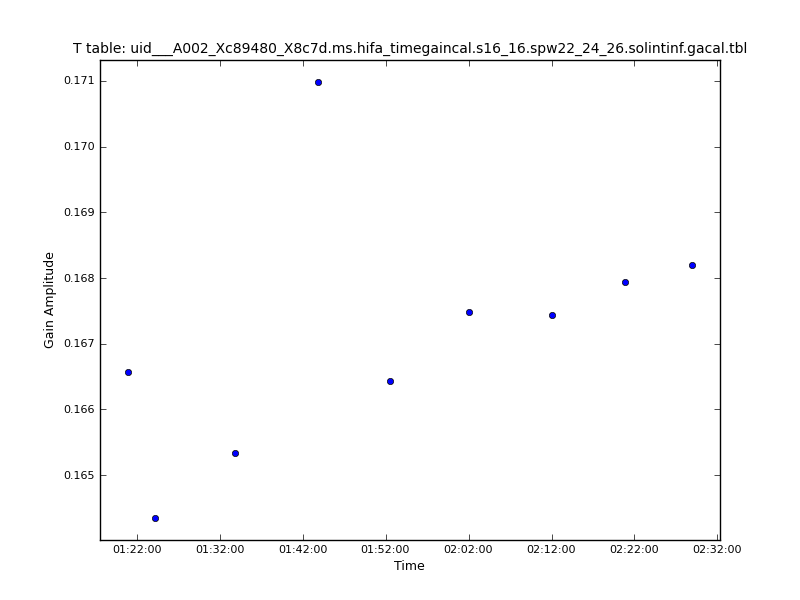 T table: uid___A002_Xc89480_X8c7d.ms.hifa_timegaincal.s16_16.spw22_24_26.solintinf.gacal.tbl
0.171
0.170
0.169
0.168
0.167
0.166
0.165
Gain Amplitude
01:22:00 01:32:00 01:42:00 01:52:00 02:02:00 02:12:00 02:22:00 02:32:00
Time